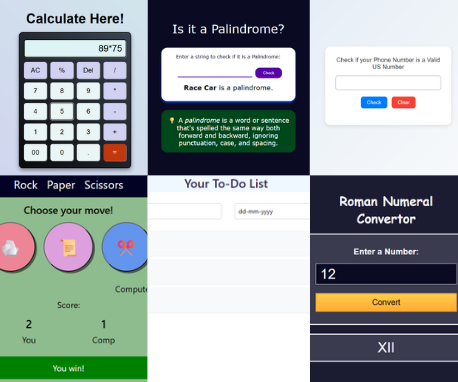 Calculate Here!
89*75
AC % Del /
7 8 9 *
4 5 6 -
1 2 3 +
00 0 . =
Is it a Palindrome?
Enter a string to check if it is a Palindrome:
Check
Race Car is a palindrome.
A palindrome is a word or sentence
that's spelled the same way both
forward and backward, ignoring
punctuation, case, and spacing.
Check if your Phone Number is a Valid
US Number
Check Clear
Rock Paper Scissors
Choose your move!
Compute
Score:
2 1
You Comp
You win!
Your To-Do List
dd-mm-yyyy
Roman Numeral
Convertor
Enter a Number:
12
Convert
XII